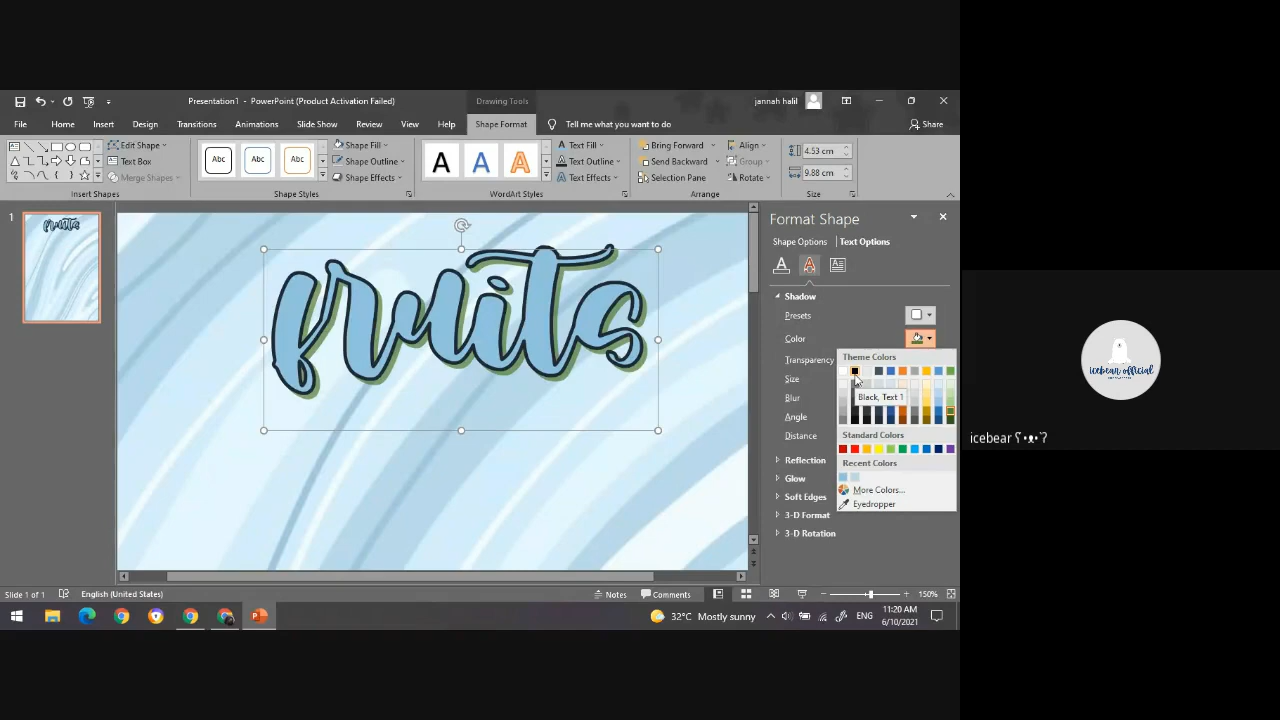 Presentation1 - PowerPoint (Product Activation Failed)
Drawing Tools
jannah halil
File Home Insert Design Transitions Animations Slide Show Review View Help Shape Format Tell me what you want to do Share
Edit Shape
Text Box
Merge Shapes
Insert Shapes
Abc Abc Abc
Shape Fill
Shape Outline
Shape Effects
Shape Styles
A A A
Text Fill
Text Outline
Text Effects
WordArt Styles
Bring Forward
Send Backward
Selection Pane
Align
Group
Rotate
Arrange
4.53 cm
9.88 cm
Size
1
fruits
fruits
Format Shape
Shape Options Text Options
Shadow
Presets
Color
Transparency
Size
Blur
Angle
Distance
Reflection
Glow
Soft Edges
3-D Format
3-D Rotation
Theme Colors
Black, Text 1
Standard Colors
Recent Colors
More Colors...
Eyedropper
Slide 1 of 1 English (United States) Notes Comments 150%
32°C Mostly sunny ENG 11:20 AM
6/10/2021
icebear official
icebear ʕ•ᴥ•ʔ